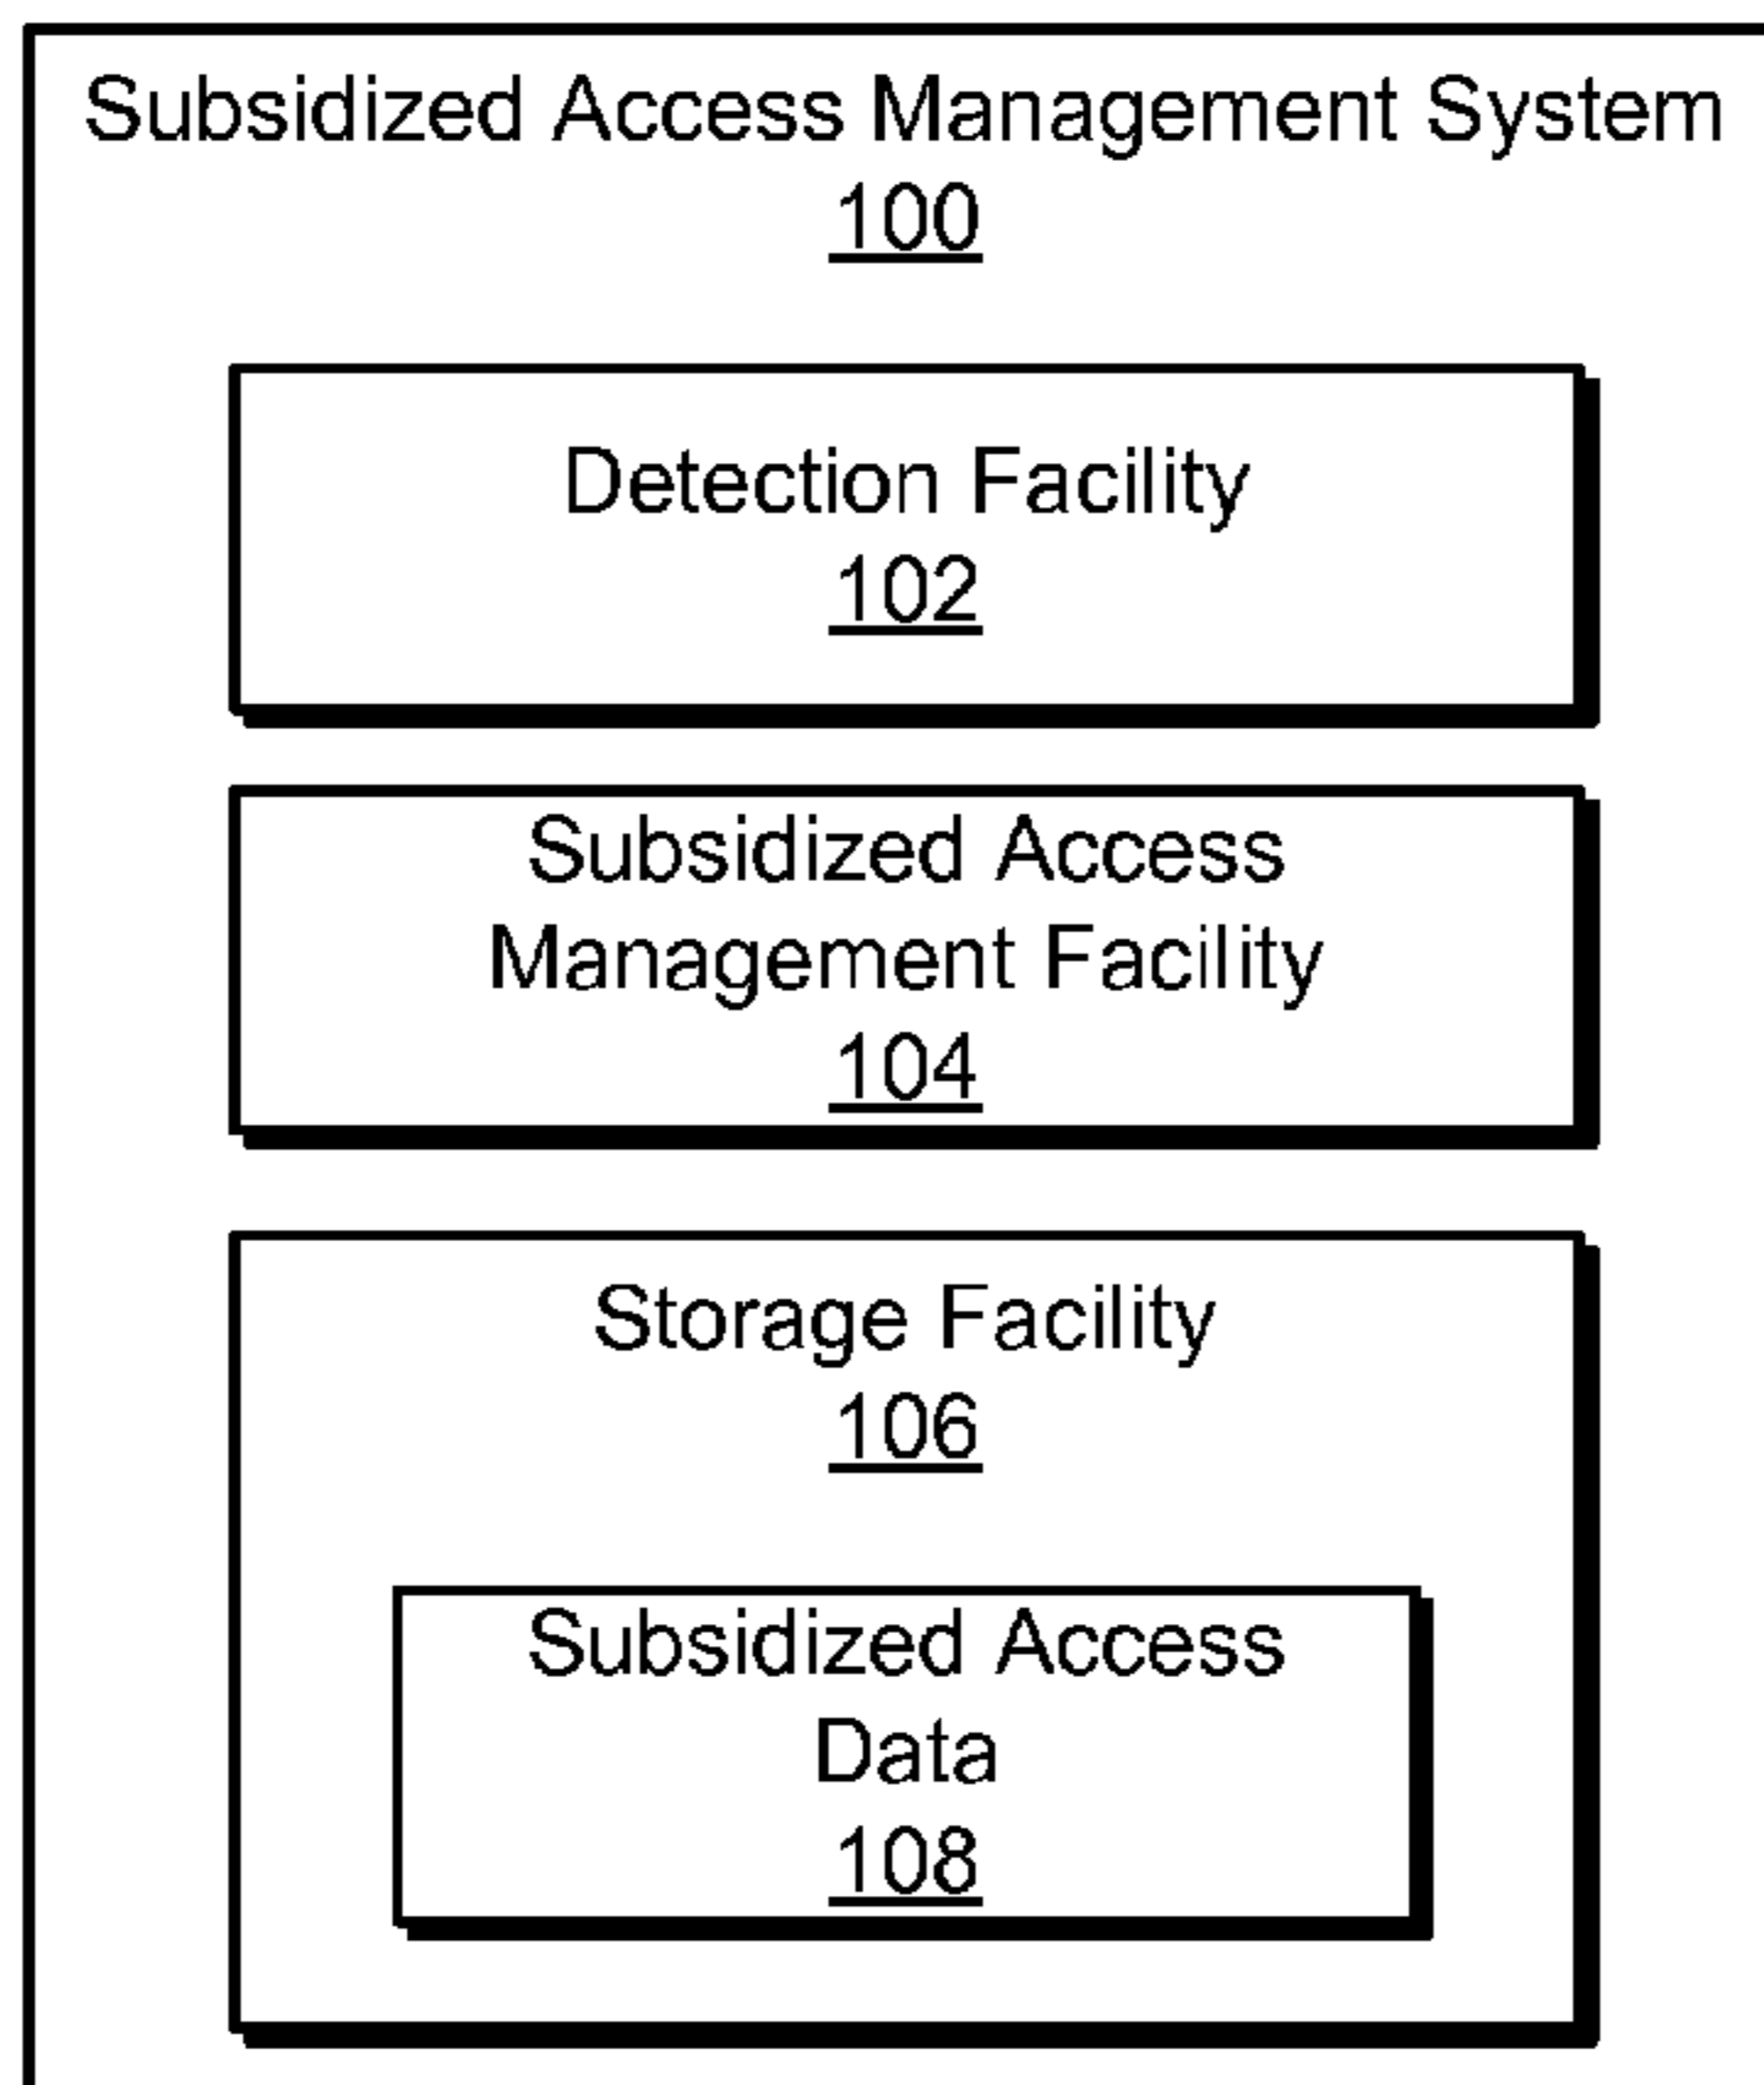 Subsidized Access Management System
100
Detection Facility
102
Subsidized Access
Management Facility
104
Storage Facility
106
Subsidized Access
Data
108